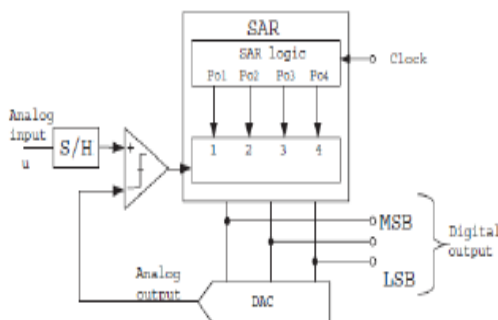 SAR
SAR logic
Po1 Po2 Po3 Po4
Clock
Analog
input
u
S/H
+
-
1 2 3 4
MSB
Digital
output
LSB
Analog
output
DAC